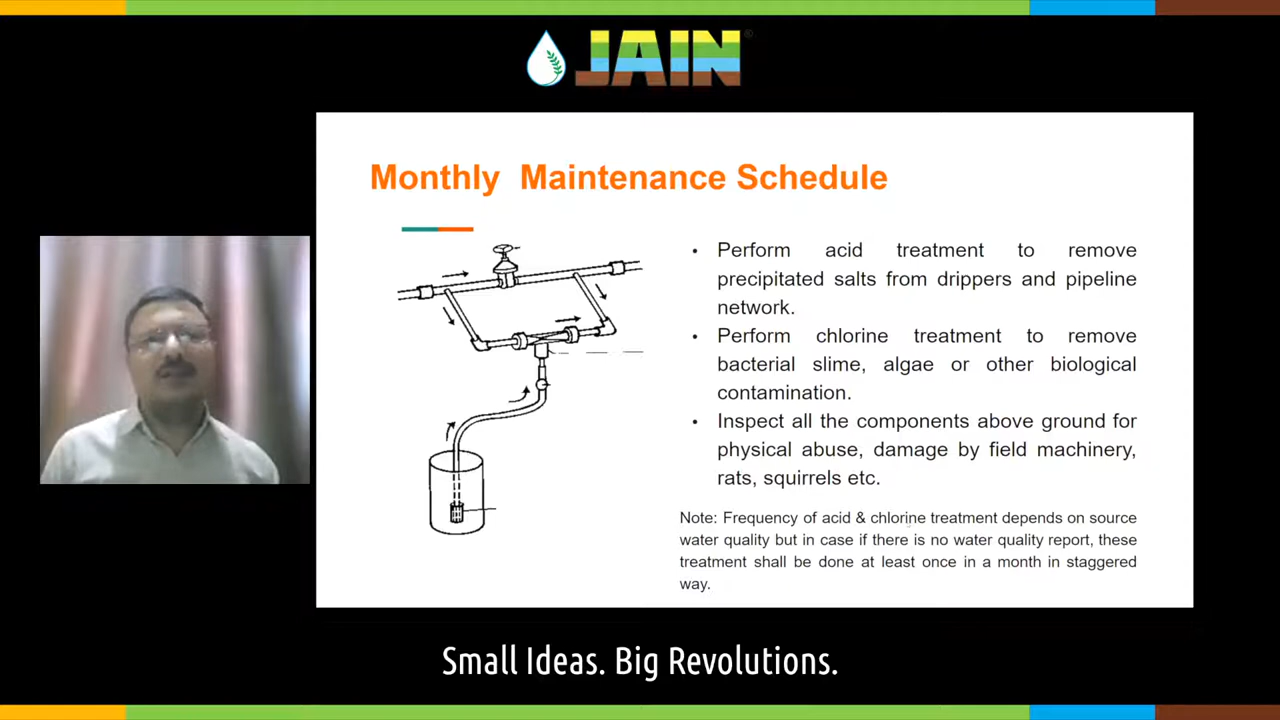 JAIN®
Monthly Maintenance Schedule
• Perform acid treatment to remove
precipitated salts from drippers and pipeline
network.
• Perform chlorine treatment to remove
bacterial slime, algae or other biological
contamination.
• Inspect all the components above ground for
physical abuse, damage by field machinery,
rats, squirrels etc.
Note: Frequency of acid & chlorine treatment depends on source
water quality but in case if there is no water quality report, these
treatment shall be done at least once in a month in staggered
way.
Small Ideas. Big Revolutions.